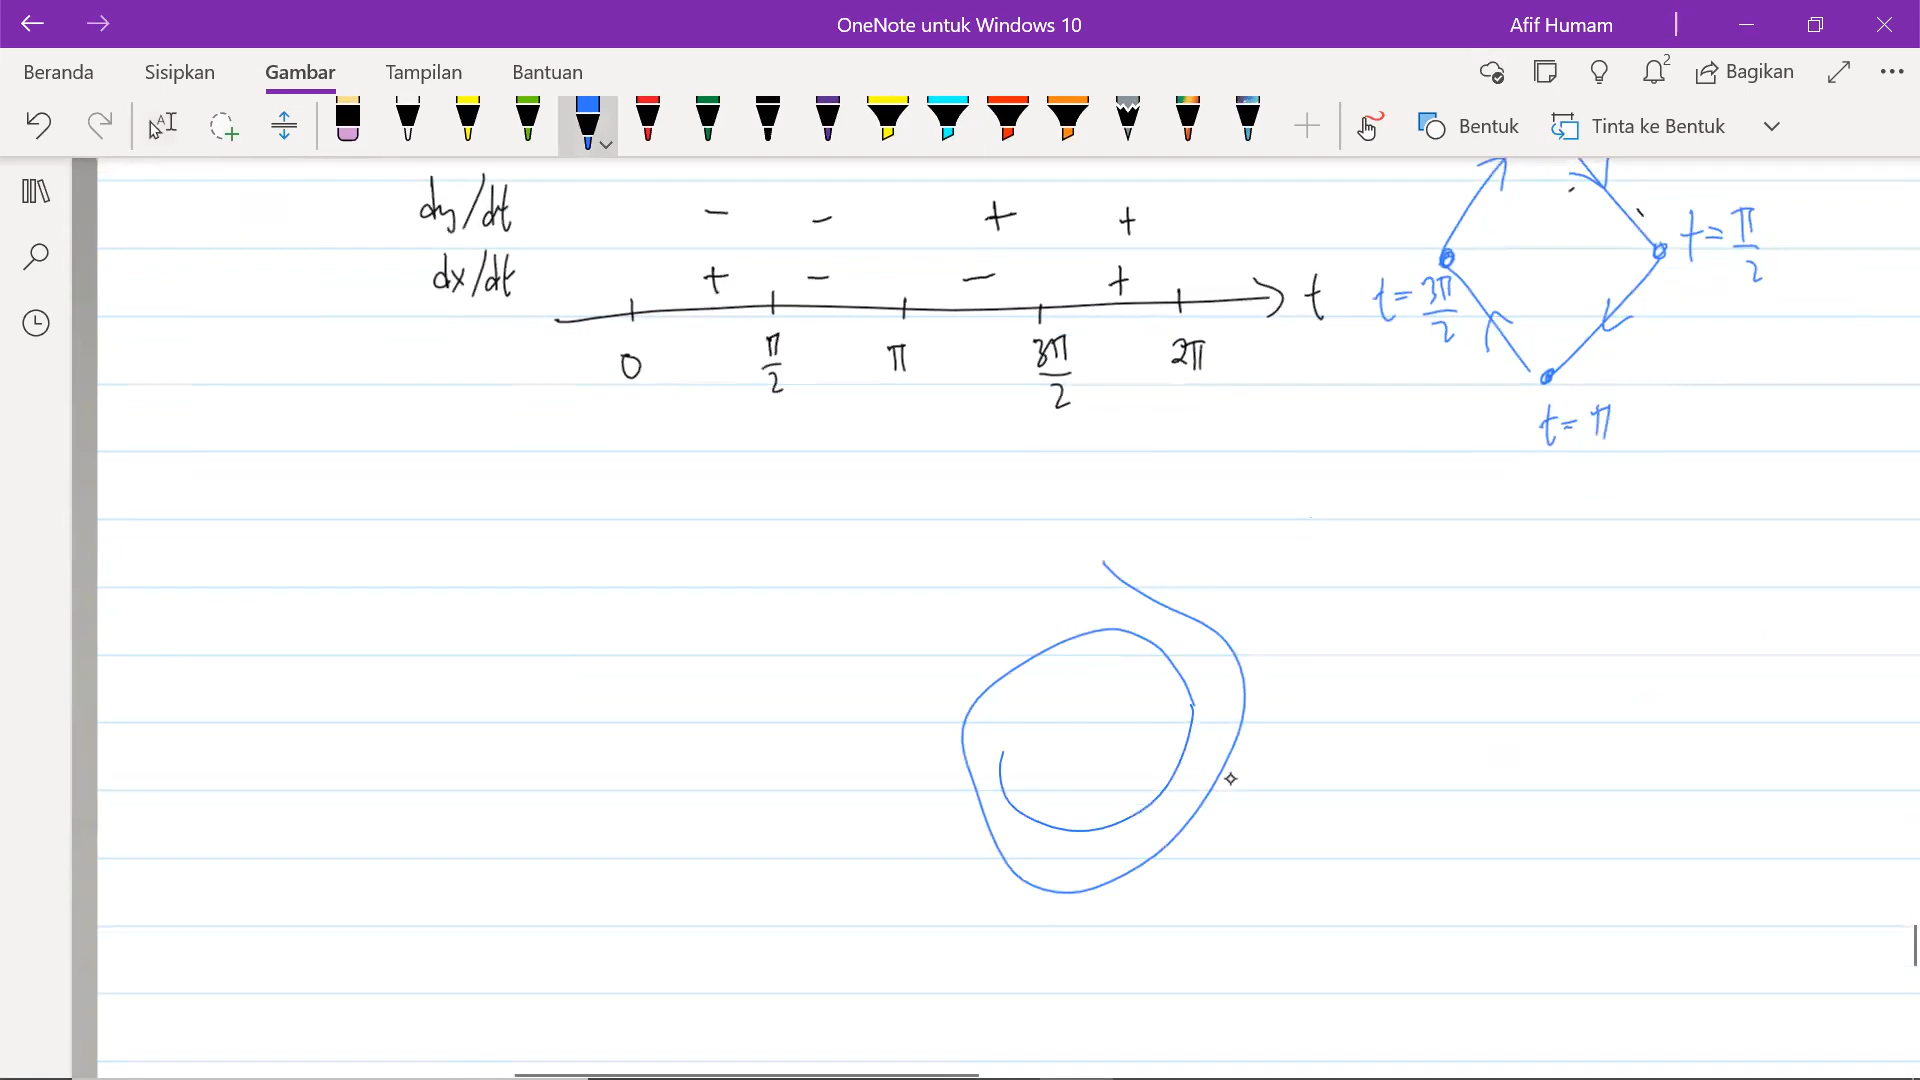 OneNote untuk Windows 10
Afif Humam
Beranda
Sisipkan
Gambar
Tampilan
Bantuan
2
Bagikan
Bentuk
Tinta ke Bentuk
dy/dt - - + +
dx/dt + - - + t
0 π/2 π 3π/2 2π
t = π/2
t = 3π/2
t = π